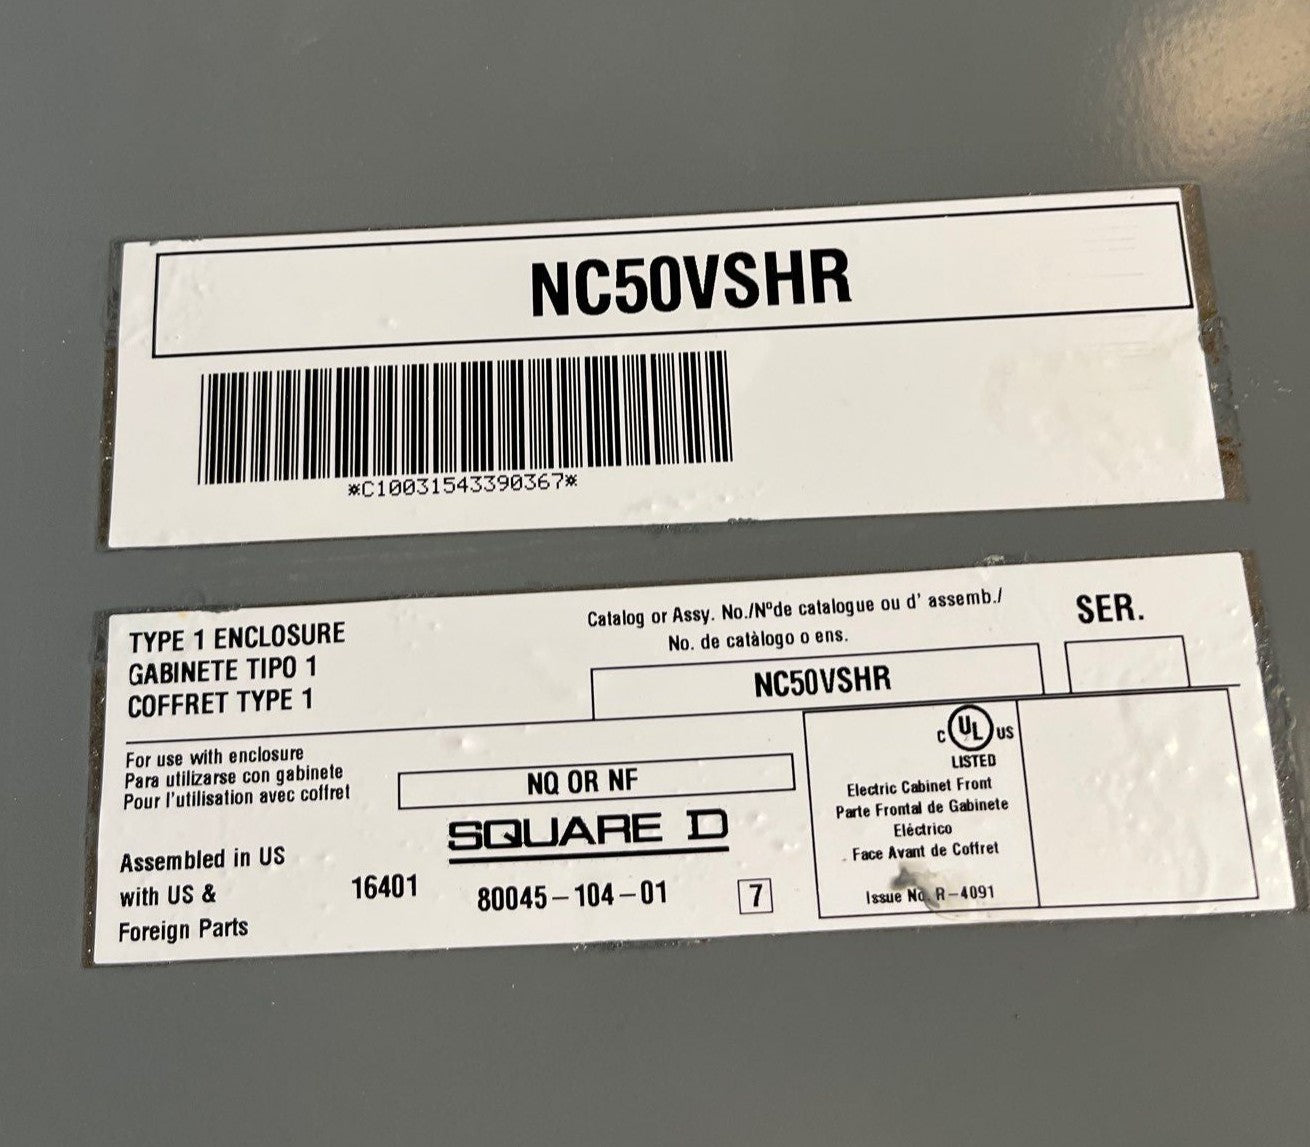 NC50VSHR
*C10031543390367*
TYPE 1 ENCLOSURE
GABINETE TIPO 1
COFFRET TYPE 1
Catalog or Assy. No./Nºde catalogue ou d' assemb./
No. de catàlogo o ens.
SER.
NC50VSHR
For use with enclosure
Para utilizarse con gabinete
Pour l'utilisation avec coffret
NQ OR NF
SQUARE D
Assembled in US
with US &
Foreign Parts
16401
80045-104-01
7
C UL US
LISTED
Electric Cabinet Front
Parte Frontal de Gabinete
Eléctrico
Face Avant de Coffret
Issue No. R-4091